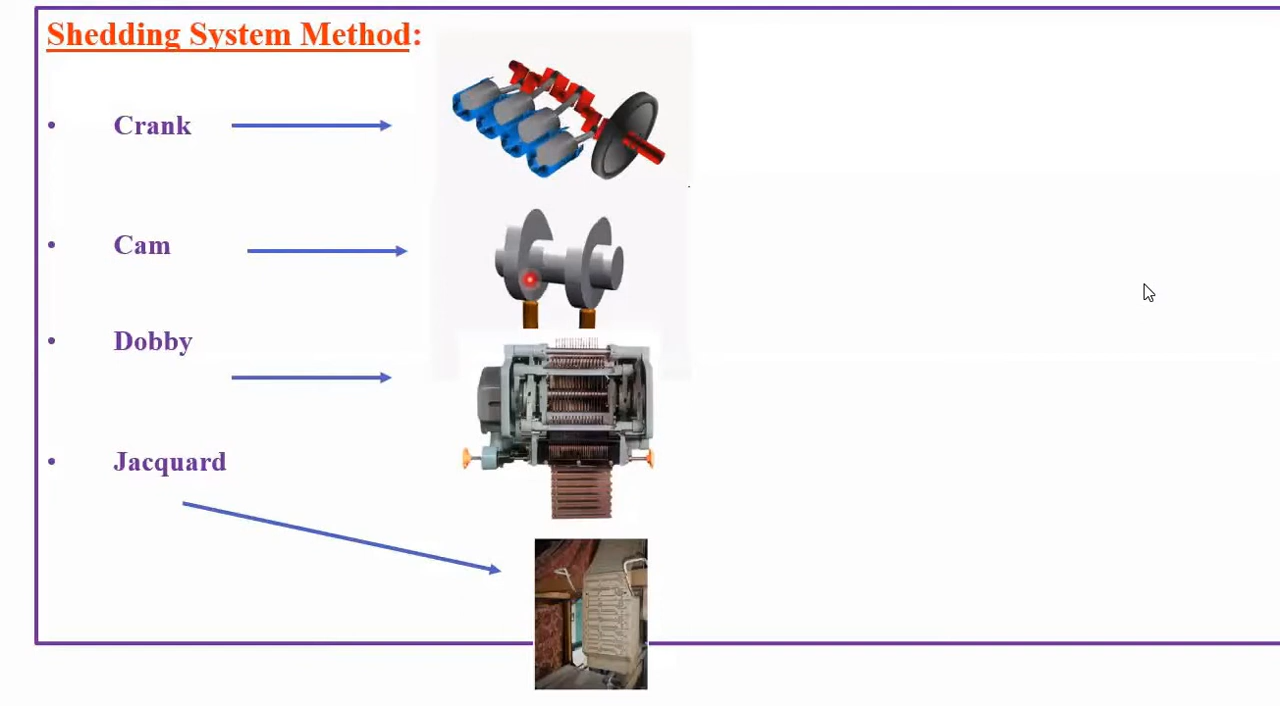 Shedding System Method:
• Crank
• Cam
• Dobby
• Jacquard